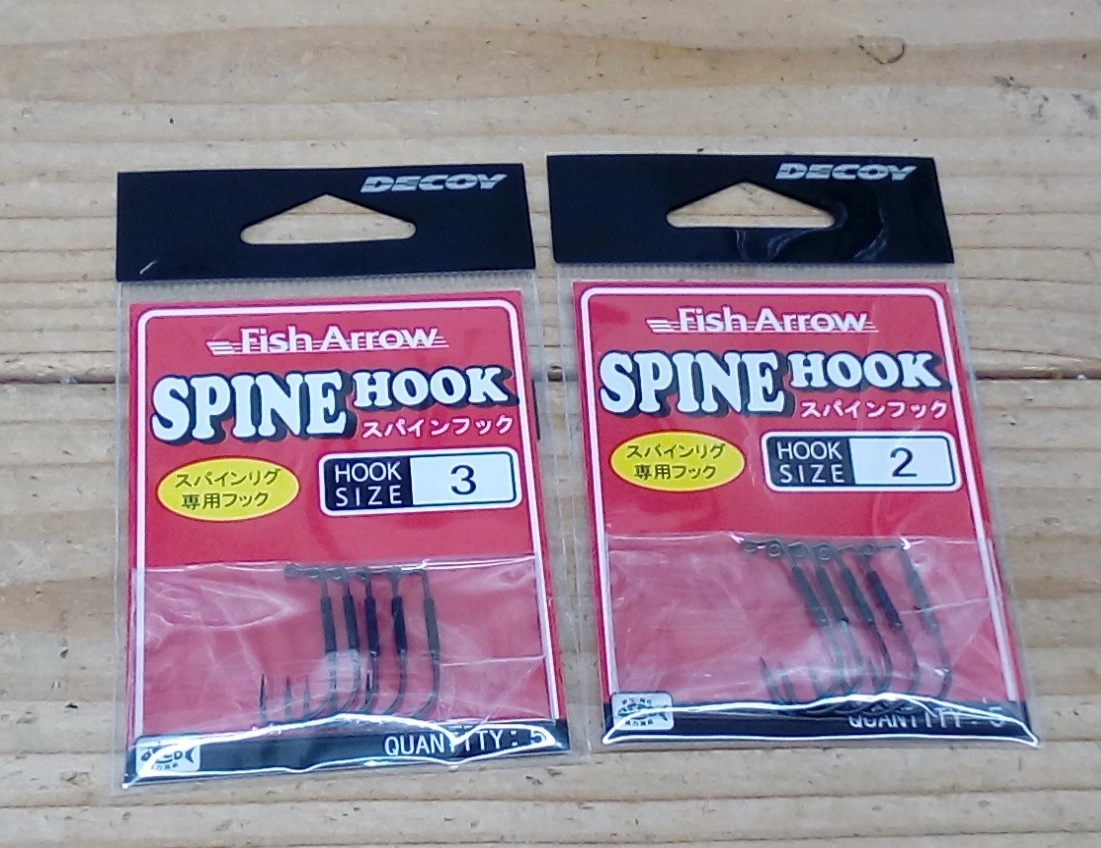 DECOY
Fish Arrow
SPINE HOOK
スパインフック
スパインリグ
専用フック
HOOK
SIZE
3
QUANTITY : 5
DECOY
Fish Arrow
SPINE HOOK
スパインフック
スパインリグ
専用フック
HOOK
SIZE
2
QUANTITY : 5